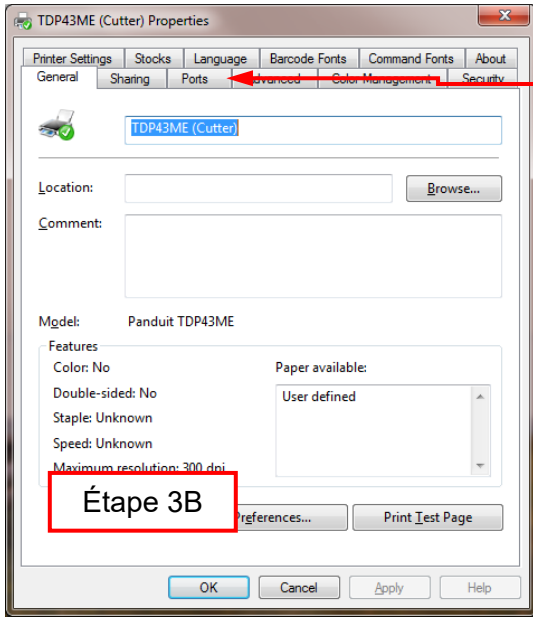 TDP43ME (Cutter) Properties
Printer Settings Stocks Language Barcode Fonts Command Fonts About
General Sharing Ports Advanced Color Management Security
TDP43ME (Cutter)
Location: Browse...
Comment:
Model: Panduit TDP43ME
Features
Color: No Paper available:
Double-sided: No User defined
Staple: Unknown
Speed: Unknown
Maximum resolution: 300 dpi
Étape 3B
Preferences... Print Test Page
OK Cancel Apply Help